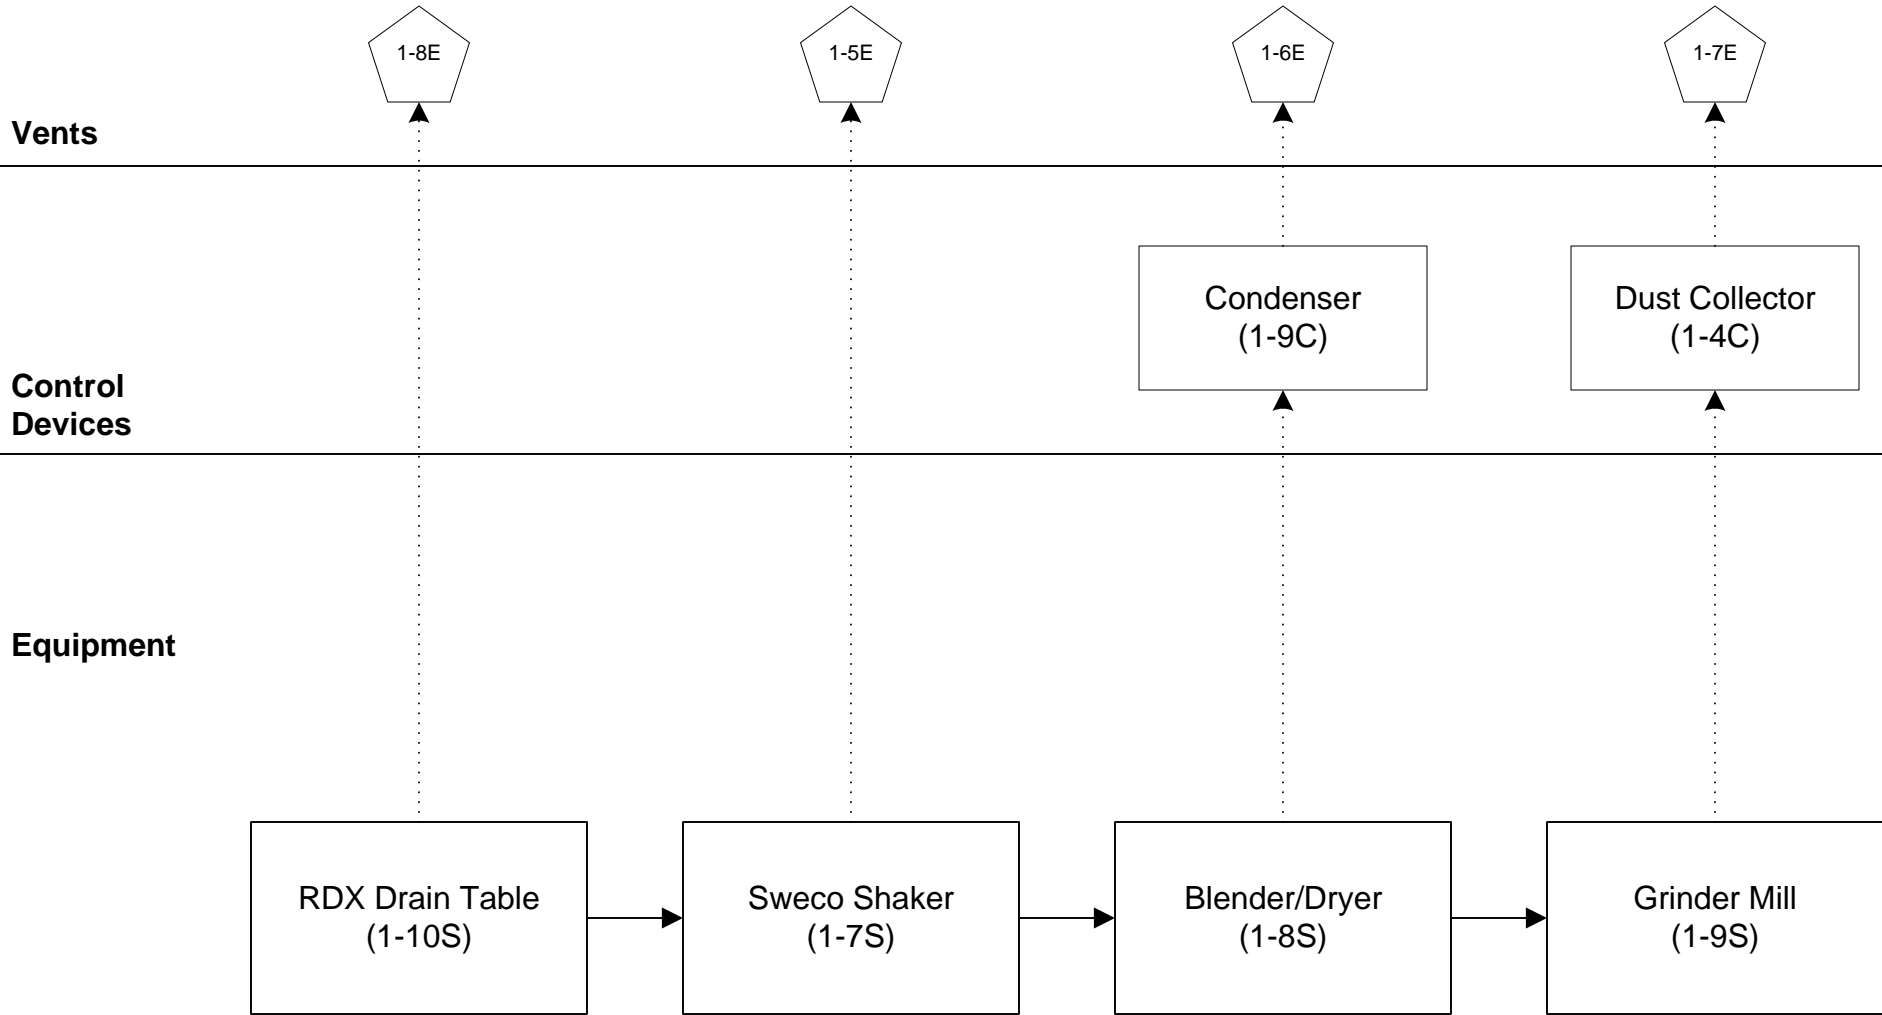 1-8E
1-5E
1-6E
1-7E
Vents
Condenser
(1-9C)
Dust Collector
(1-4C)
Control
Devices
Equipment
RDX Drain Table
(1-10S)
Sweco Shaker
(1-7S)
Blender/Dryer
(1-8S)
Grinder Mill
(1-9S)